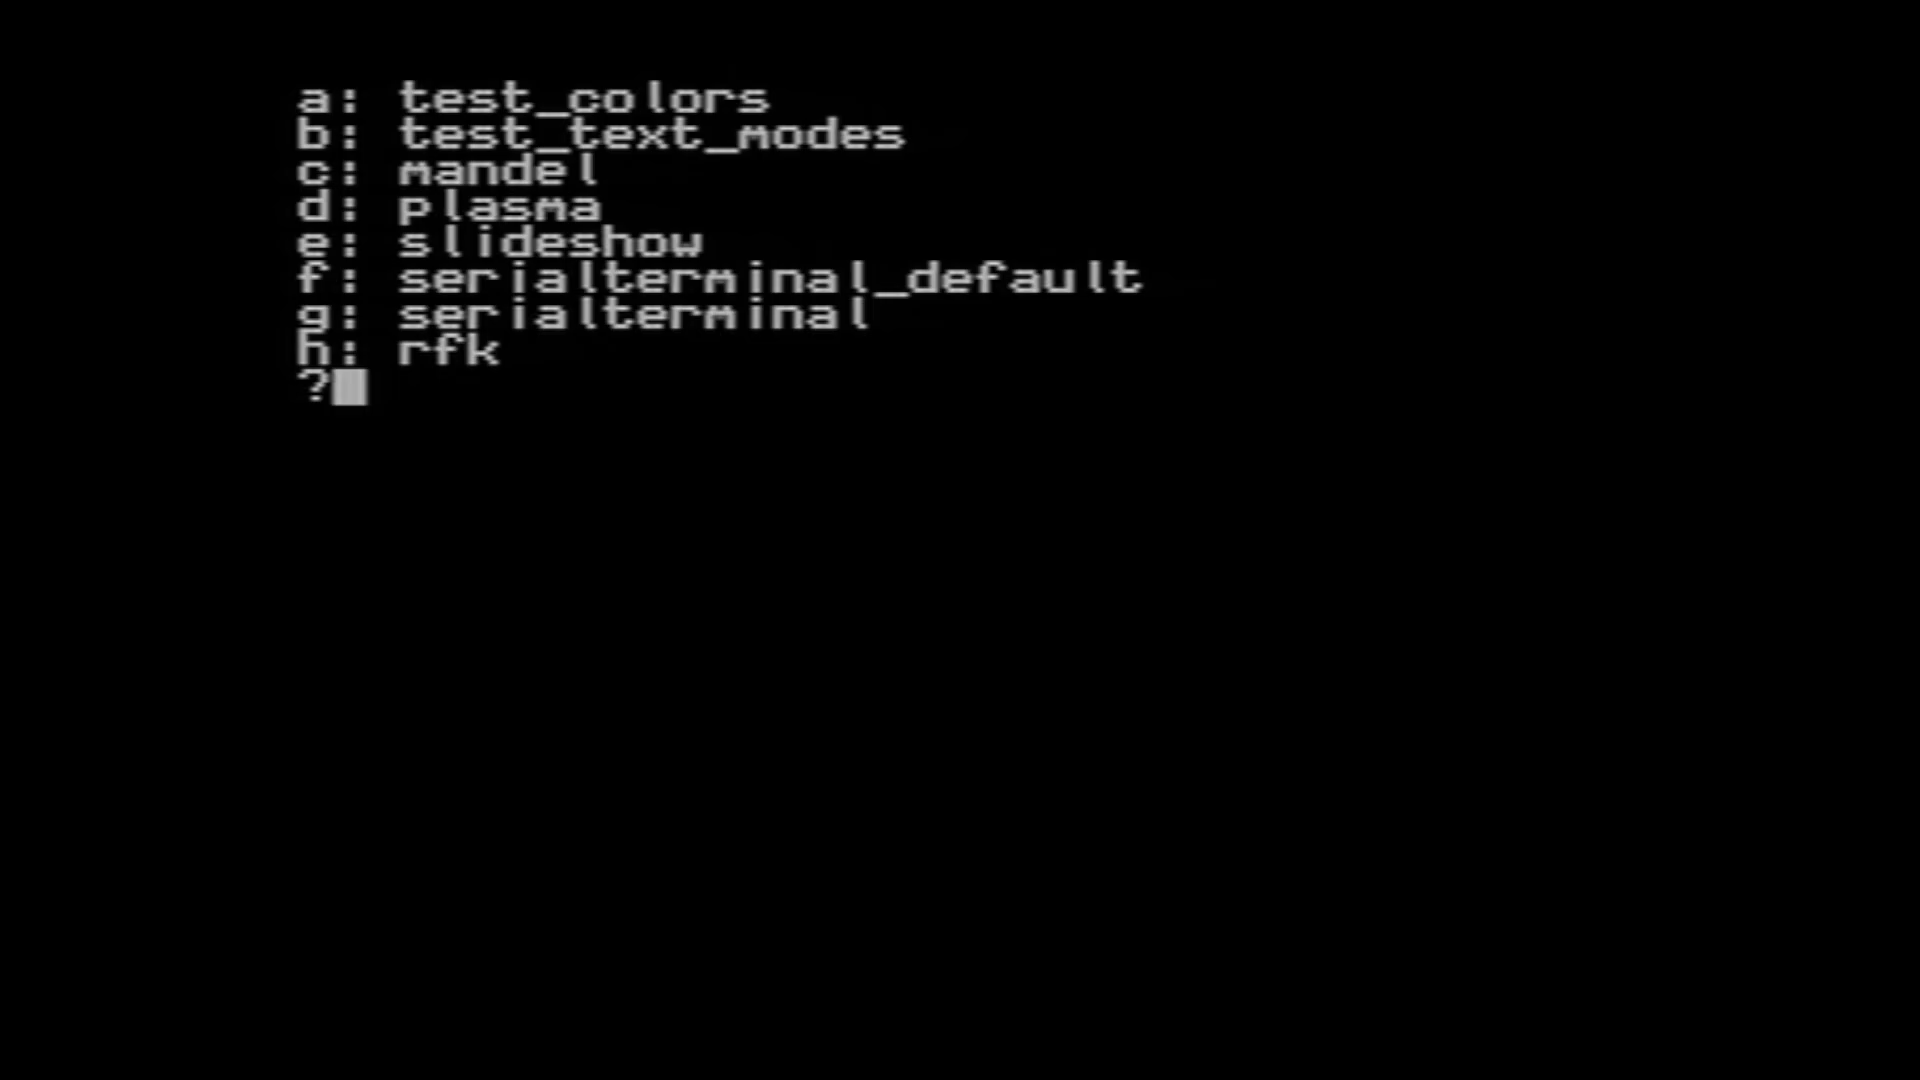 a: test_colors
b: test_text_modes
c: mandel
d: plasma
e: slideshow
f: serialterminal_default
g: serialterminal
h: rfk
?